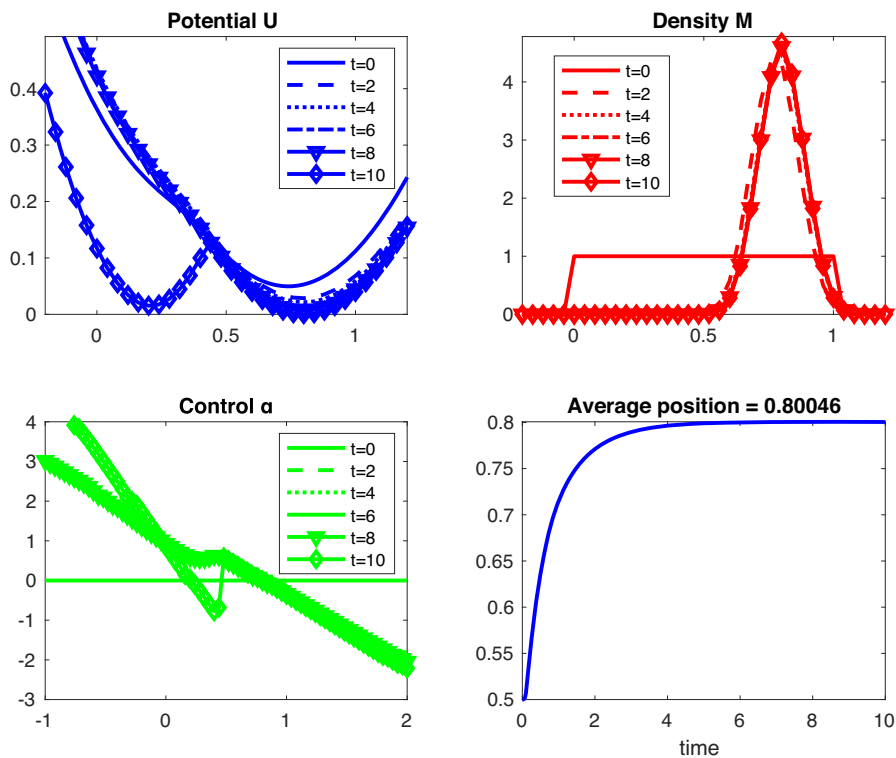 Potential U
0.4
0.3
0.2
0.1
0
0
0.5
1
t=0
t=2
t=4
t=6
t=8
t=10
Density M
4
3
2
1
0
0
0.5
1
t=0
t=2
t=4
t=6
t=8
t=10
Control α
4
3
2
1
0
-1
-2
-3
-1
0
1
2
t=0
t=2
t=4
t=6
t=8
t=10
Average position = 0.80046
0.8
0.75
0.7
0.65
0.6
0.55
0.5
0
2
4
6
8
10
time